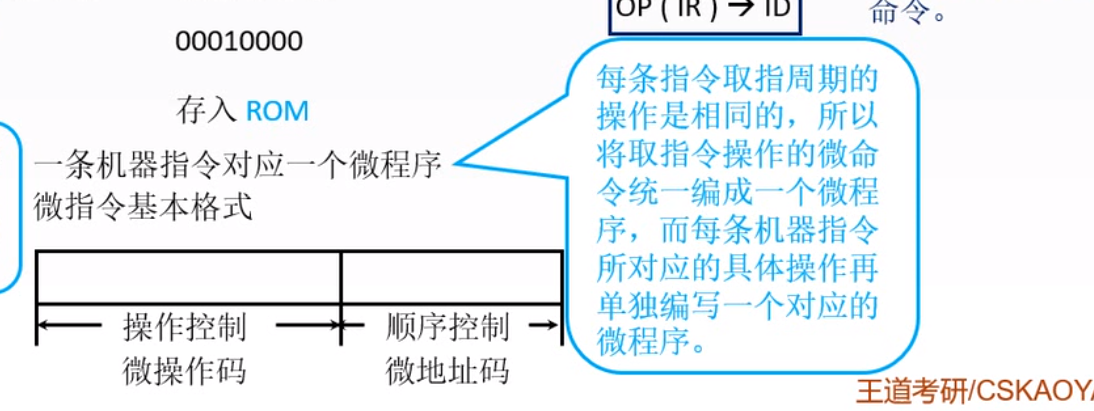 OP ( IR ) → ID
命令。
00010000
存入 ROM
一条机器指令对应一个微程序
微指令基本格式
每条指令取指周期的
操作是相同的，所以
将取指令操作的微命
令统一编成一个微程
序，而每条机器指令
所对应的具体操作再
单独编写一个对应的
微程序。
操作控制
顺序控制
微操作码
微地址码
王道考研/CSKAOYA